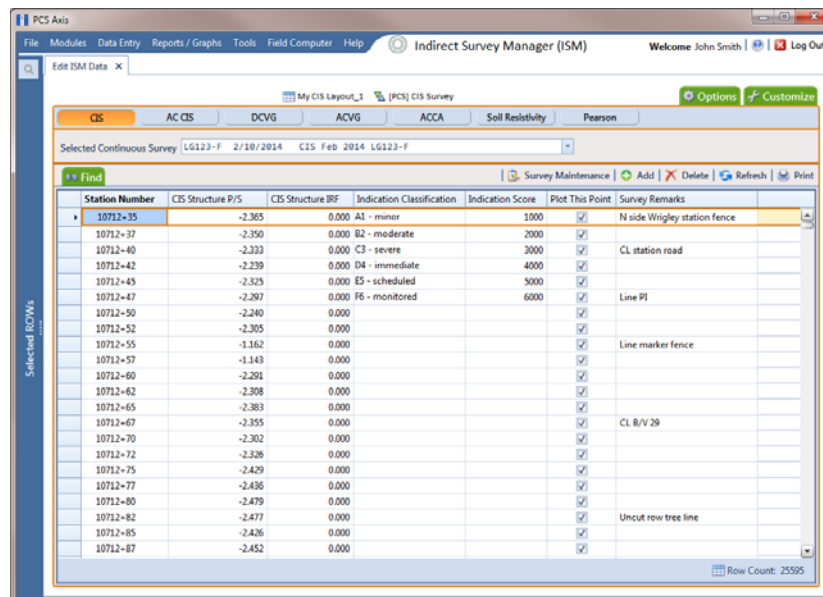 PCS Axis
File Modules Data Entry Reports / Graphs Tools Field Computer Help Indirect Survey Manager (ISM) Welcome John Smith Log Out
Edit ISM Data X
My CIS Layout_1 [PCS] CIS Survey Options Customize
CIS AC CIS DCVG ACVG ACCA Soil Resistivity Pearson
Selected Continuous Survey LG123-F 2/10/2014 CIS Feb 2014 LG123-F
Find Survey Maintenance Add Delete Refresh Print
Station Number CIS Structure P/S CIS Structure IRF Indication Classification Indication Score Plot This Point Survey Remarks
10712+35 -2.365 0.000 A1 - minor 1000 N side Wrigley station fence
10712+37 -2.350 0.000 B2 - moderate 2000
10712+40 -2.333 0.000 C3 - severe 3000 CL station road
10712+42 -2.239 0.000 D4 - immediate 4000
10712+45 -2.325 0.000 E5 - scheduled 5000
10712+47 -2.297 0.000 F6 - monitored 6000 Line PI
10712+50 -2.240 0.000
10712+52 -2.305 0.000
10712+55 -1.162 0.000 Line marker fence
10712+57 -1.143 0.000
10712+60 -2.291 0.000
10712+62 -2.308 0.000
10712+65 -2.383 0.000
10712+67 -2.355 0.000 CL B/V 29
10712+70 -2.302 0.000
10712+72 -2.326 0.000
10712+75 -2.429 0.000
10712+77 -2.436 0.000
10712+80 -2.479 0.000
10712+82 -2.477 0.000 Uncut row tree line
10712+85 -2.426 0.000
10712+87 -2.452 0.000
Selected ROWs
Row Count: 25595